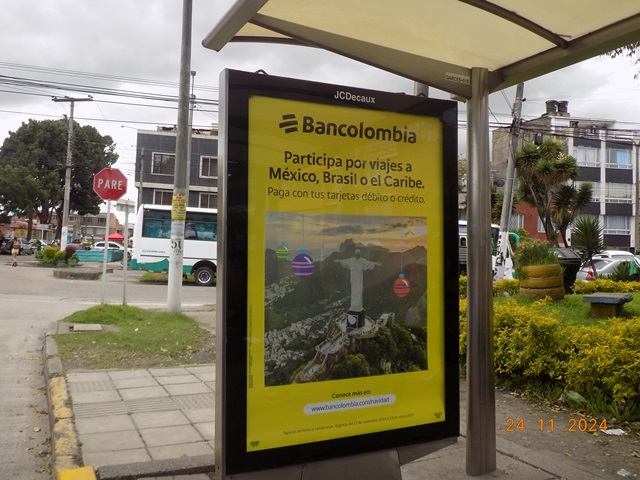 JCDecaux
Bancolombia
Participa por viajes a
México, Brasil o el Caribe.
Paga con tus tarjetas débito o crédito.
Conoce más en:
www.bancolombia.com/navidad
PARE
24 11 2024